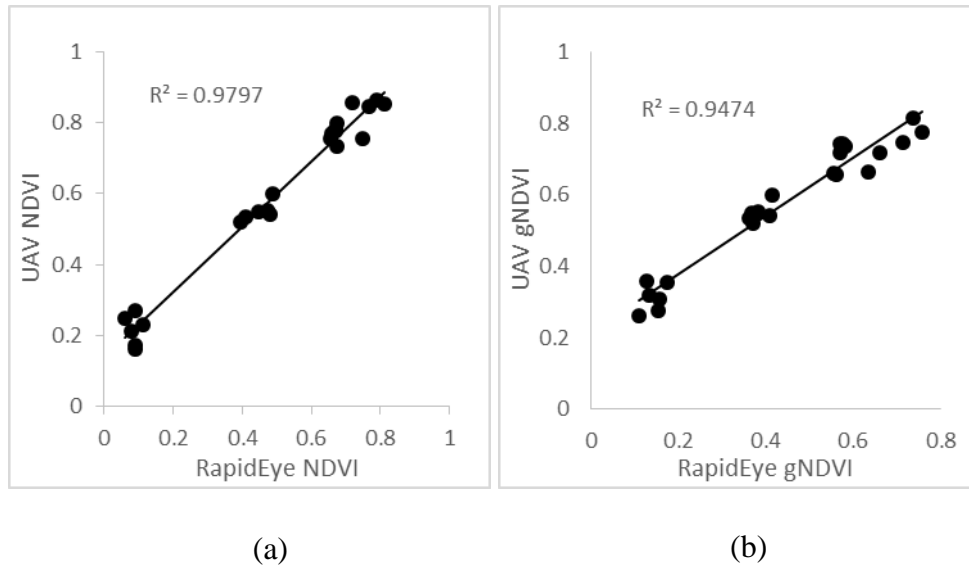 1
0.8
0.6
0.4
0.2
0
0 0.2 0.4 0.6 0.8 1
UAV NDVI
RapidEye NDVI
R² = 0.9797
(a)
1
0.8
0.6
0.4
0.2
0
0 0.2 0.4 0.6 0.8
UAV gNDVI
RapidEye gNDVI
R² = 0.9474
(b)